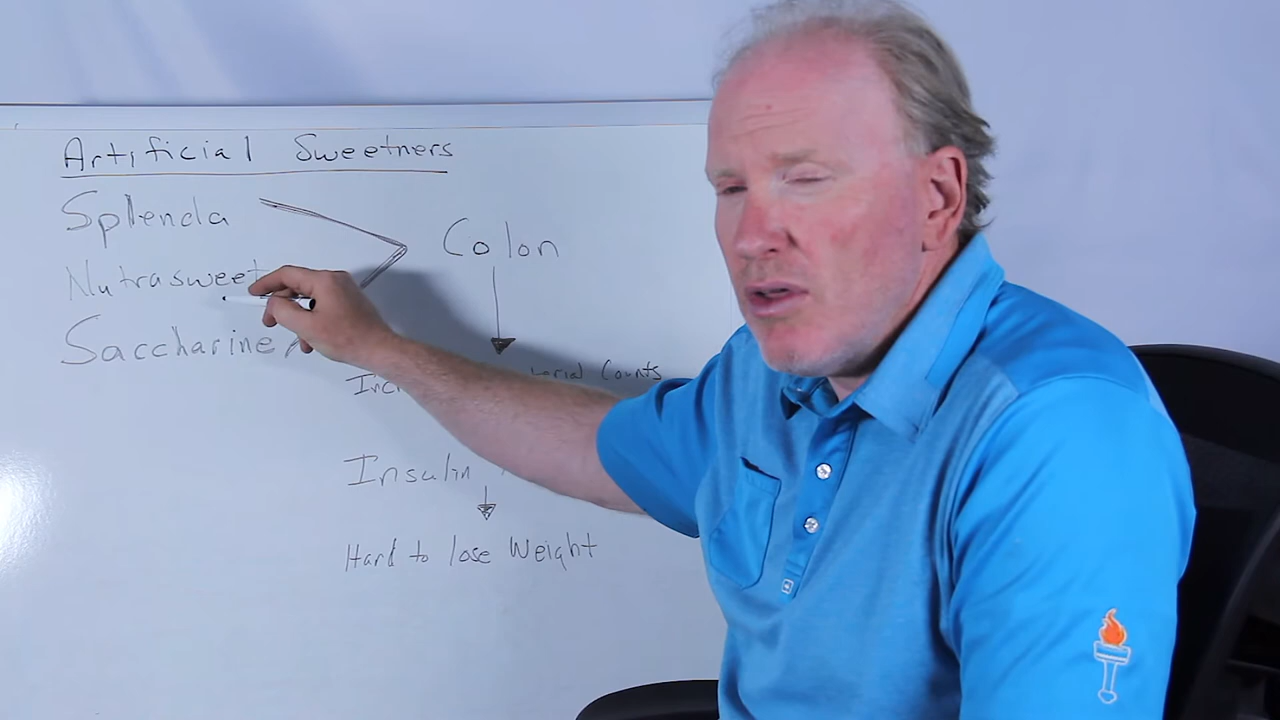 Artificial Sweetners
Splenda
Colon
Nutrasweet
Saccharine
Counts
Insulin
Hard to lose Weight